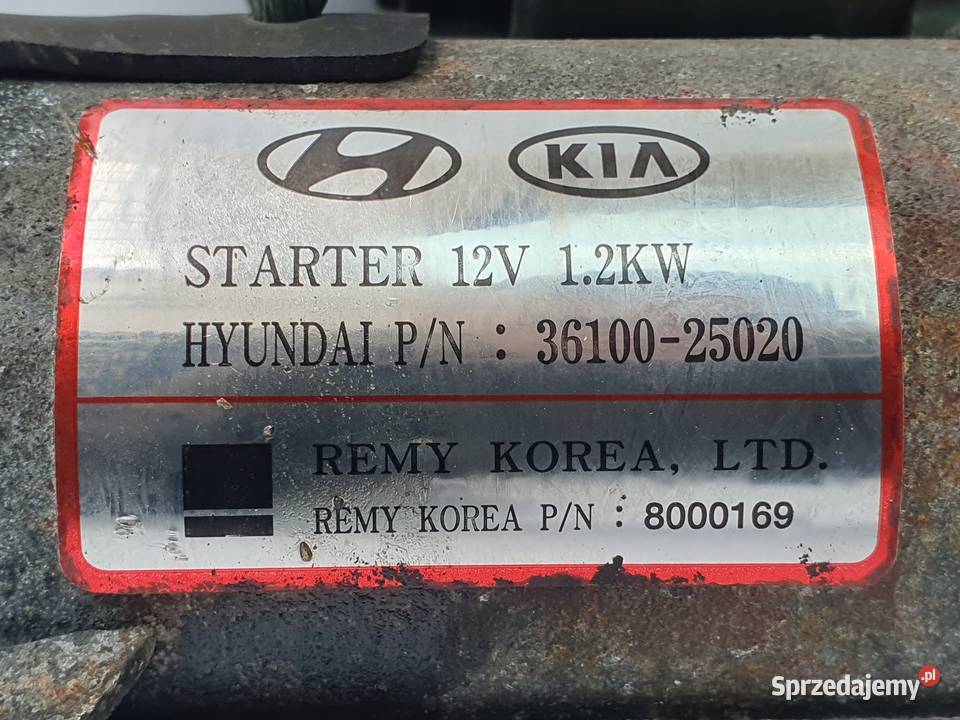 KIA
STARTER 12V 1.2KW
HYUNDAI P/N : 36100-25020
REMY KOREA, LTD.
REMY KOREA P/N : 8000169
Sprzedajemy.pl